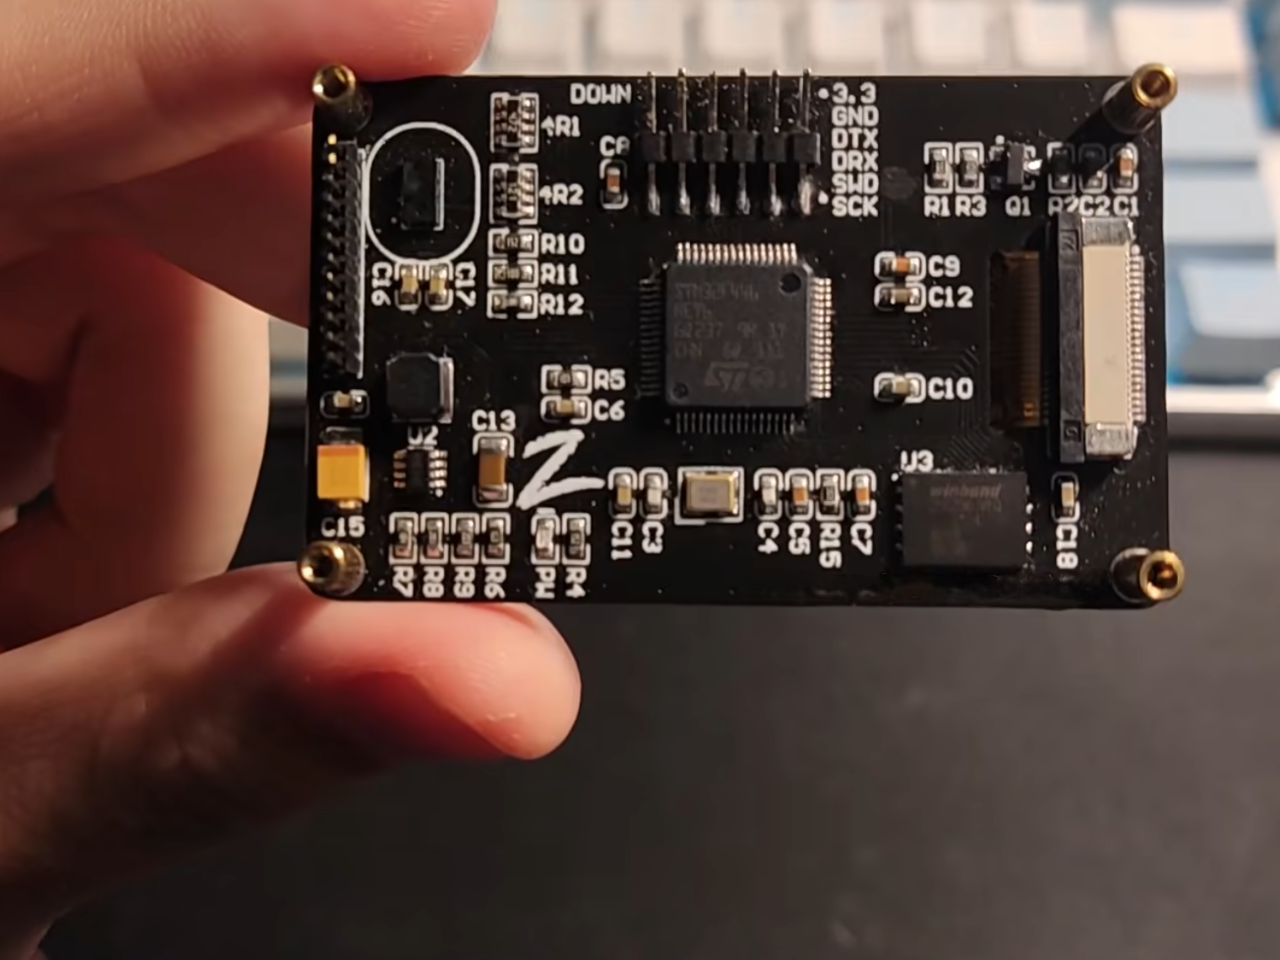 DOWN
3.3
GND
DTX
DRX
SWD
SCK
↑R1
↑R2
C8
R10
R11
R12
C16
C17
R1 R3 Q1 R2 C2 C1
C9
C12
C10
STM32F446
R5
C6
U2
C13
C15
Z
R7 R8 R9 R6 PW R4
C11 C3
C4 C5 R15 C7
U3
winbond
C18